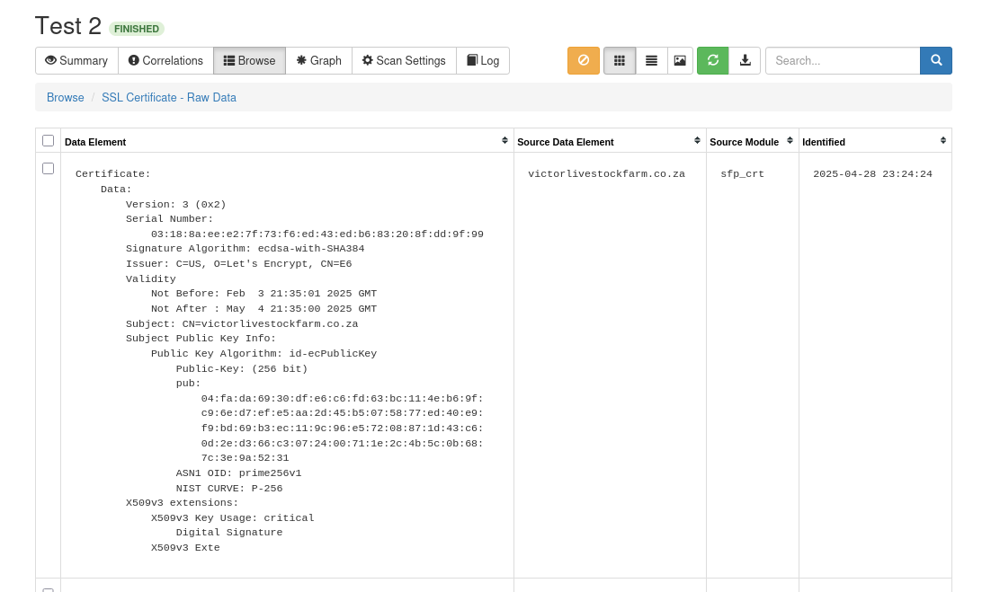 Test 2 FINISHED
Summary Correlations Browse Graph Scan Settings Log Search...
Browse / SSL Certificate - Raw Data
Data Element Source Data Element Source Module Identified
Certificate: victorlivestockfarm.co.za sfp_crt 2025-04-28 23:24:24
Data:
Version: 3 (0x2)
Serial Number:
03:18:8a:ee:e2:7f:73:f6:ed:43:ed:b6:83:20:8f:dd:9f:99
Signature Algorithm: ecdsa-with-SHA384
Issuer: C=US, O=Let's Encrypt, CN=E6
Validity
Not Before: Feb  3 21:35:01 2025 GMT
Not After : May  4 21:35:00 2025 GMT
Subject: CN=victorlivestockfarm.co.za
Subject Public Key Info:
Public Key Algorithm: id-ecPublicKey
Public-Key: (256 bit)
pub:
04:fa:da:69:30:df:e6:c6:fd:63:bc:11:4e:b6:9f:
c9:6e:d7:ef:e5:aa:2d:45:b5:07:58:77:ed:40:e9:
f9:bd:69:b3:ec:11:9c:96:e5:72:08:87:1d:43:c6:
0d:2e:d3:66:c3:07:24:00:71:1e:2c:4b:5c:0b:68:
7c:3e:9a:52:31
ASN1 OID: prime256v1
NIST CURVE: P-256
X509v3 extensions:
X509v3 Key Usage: critical
Digital Signature
X509v3 Exte